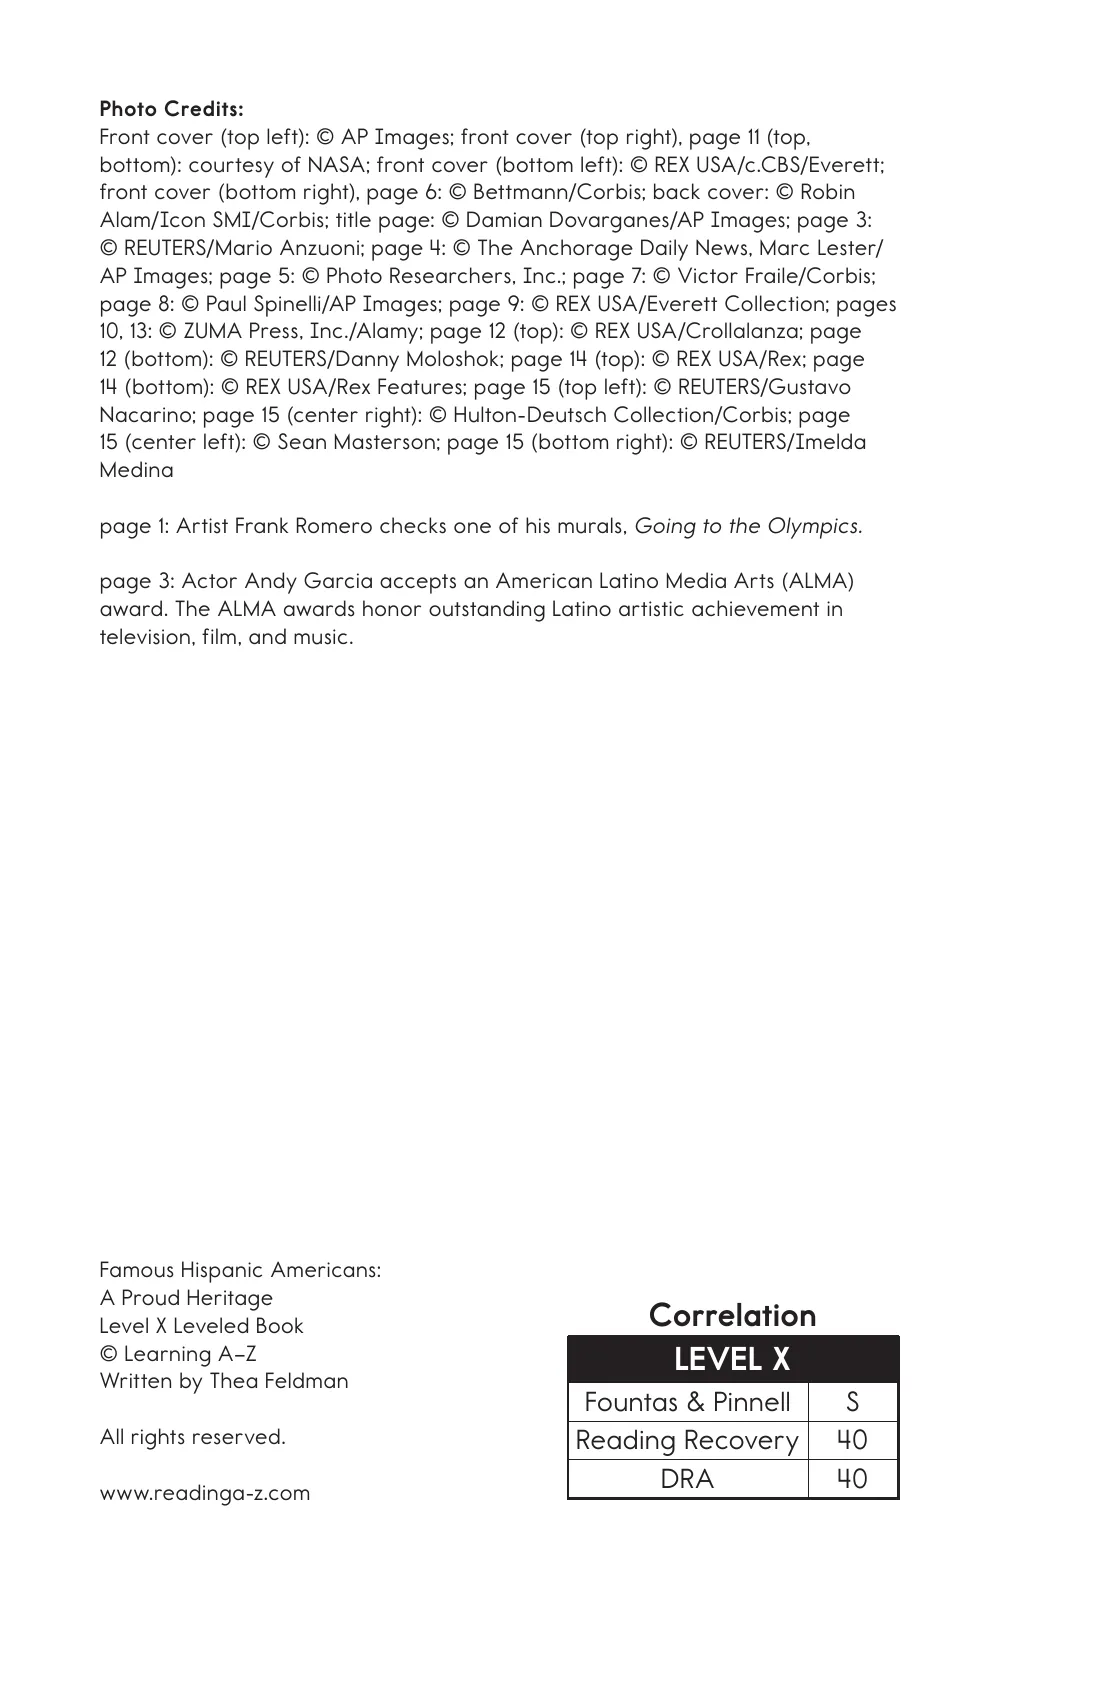 Photo Credits:
Front cover (top left): © AP Images; front cover (top right), page 11 (top,
bottom): courtesy of NASA; front cover (bottom left): © REX USA/c.CBS/Everett;
front cover (bottom right), page 6: © Bettmann/Corbis; back cover: © Robin
Alam/Icon SMI/Corbis; title page: © Damian Dovarganes/AP Images; page 3:
© REUTERS/Mario Anzuoni; page 4: © The Anchorage Daily News, Marc Lester/
AP Images; page 5: © Photo Researchers, Inc.; page 7: © Victor Fraile/Corbis;
page 8: © Paul Spinelli/AP Images; page 9: © REX USA/Everett Collection; pages
10, 13: © ZUMA Press, Inc./Alamy; page 12 (top): © REX USA/Crollalanza; page
12 (bottom): © REUTERS/Danny Moloshok; page 14 (top): © REX USA/Rex; page
14 (bottom): © REX USA/Rex Features; page 15 (top left): © REUTERS/Gustavo
Nacarino; page 15 (center right): © Hulton-Deutsch Collection/Corbis; page
15 (center left): © Sean Masterson; page 15 (bottom right): © REUTERS/Imelda
Medina
page 1: Artist Frank Romero checks one of his murals, Going to the Olympics.
page 3: Actor Andy Garcia accepts an American Latino Media Arts (ALMA)
award. The ALMA awards honor outstanding Latino artistic achievement in
television, film, and music.
Famous Hispanic Americans:
A Proud Heritage
Level X Leveled Book
© Learning A–Z
Written by Thea Feldman
All rights reserved.
www.readinga-z.com
Correlation
LEVEL X
Fountas & Pinnell S
Reading Recovery 40
DRA 40